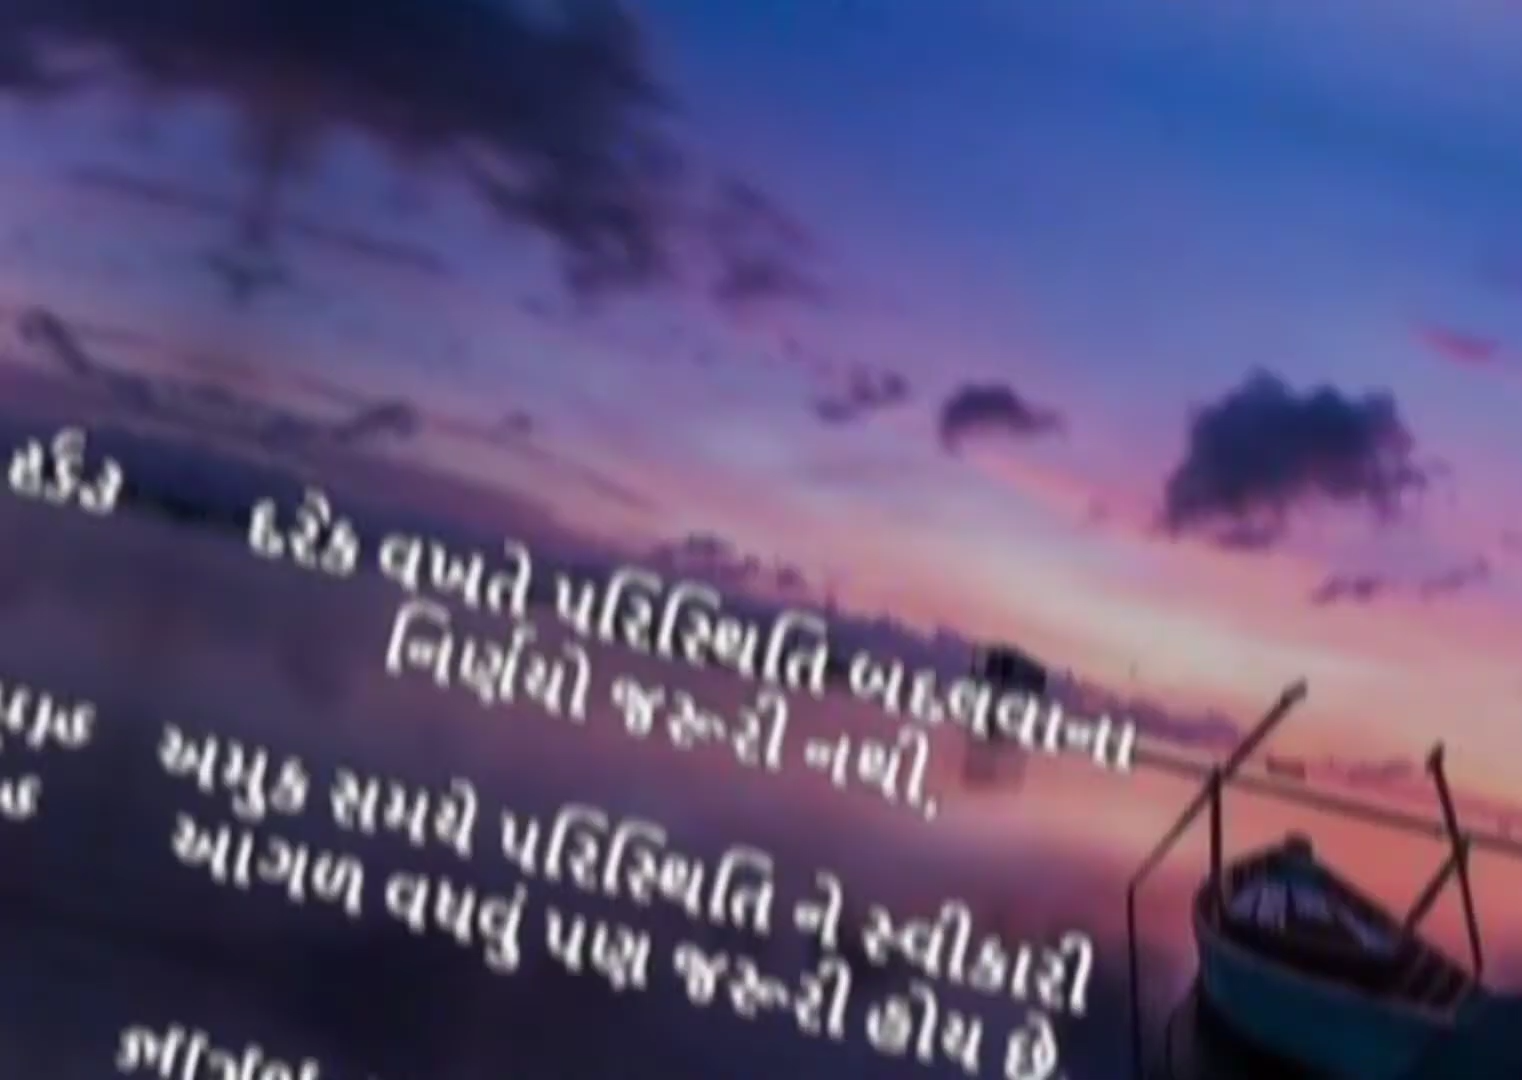 દરેક વખતે પરિસ્થિતિ બદલવાના
નિર્ણયો જરૂરી નથી.
અમુક સમયે પરિસ્થિતિ ને સ્વીકારી
આગળ વધવું પણ જરૂરી હોય છે.